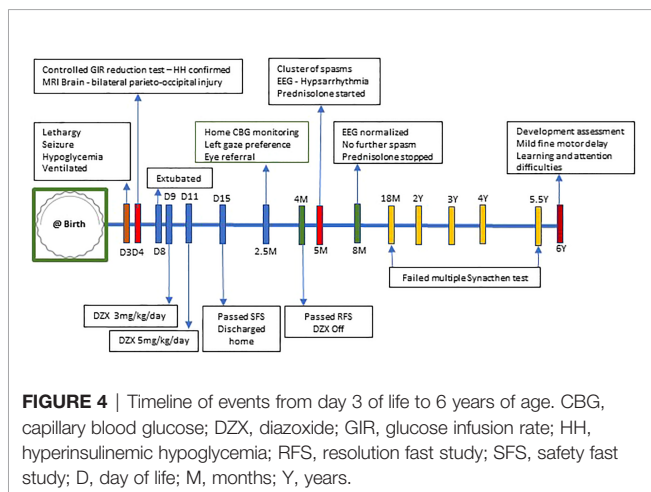 Controlled GIR reduction test – HH confirmed
MRI Brain - bilateral parieto-occipital injury
Cluster of spasms
EEG - Hypsarrhythmia
Prednisolone started
Lethargy
Seizure
Hypoglycemia
Ventilated
Home CBG monitoring
Left gaze preference
Eye referral
EEG normalized
No further spasm
Prednisolone stopped
Development assessment
Mild fine motor delay
Learning and attention
difficulties
Extubated
@ Birth
D3 D4
D8
D9
D11
D15
2.5M
4M
5M
8M
18M
2Y
3Y
4Y
5.5Y
6Y
Failed multiple Synacthen test
DZX 3mg/kg/day
DZX 5mg/kg/day
Passed SFS
Discharged
home
Passed RFS
DZX Off
FIGURE 4 | Timeline of events from day 3 of life to 6 years of age. CBG,
capillary blood glucose; DZX, diazoxide; GIR, glucose infusion rate; HH,
hyperinsulinemic hypoglycemia; RFS, resolution fast study; SFS, safety fast
study; D, day of life; M, months; Y, years.